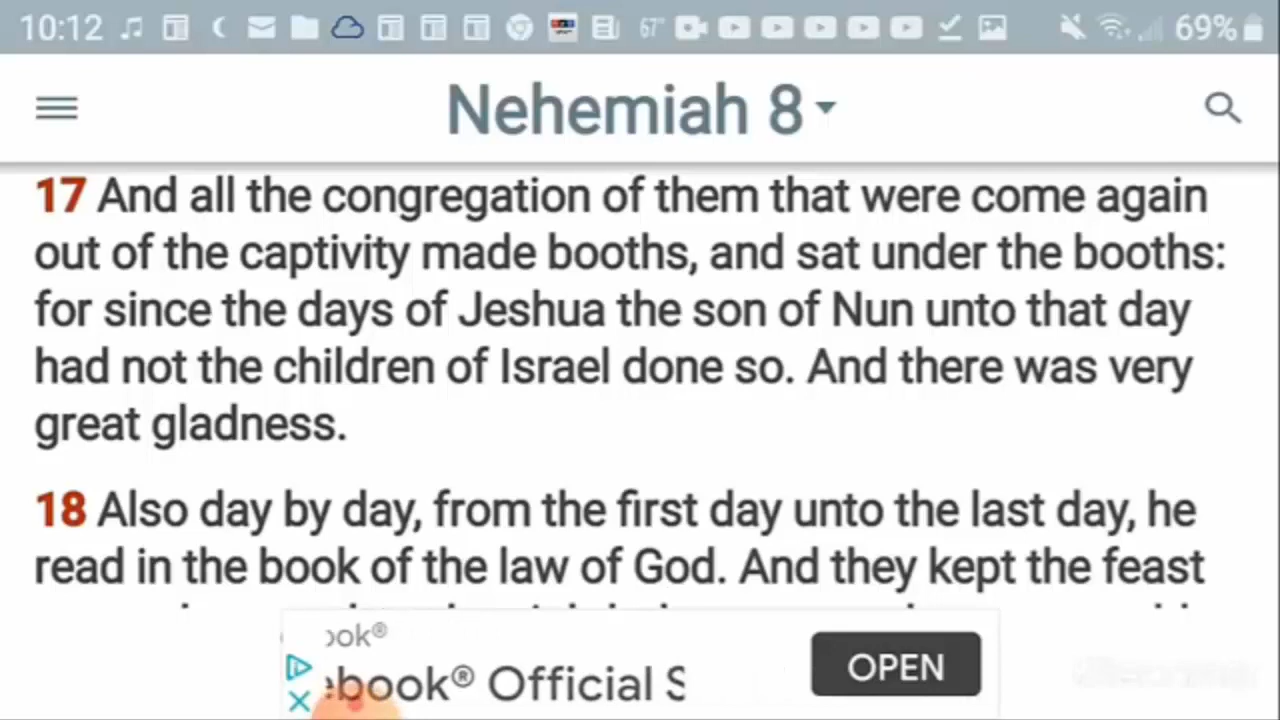 10:12 67° 69%
Nehemiah 8
17 And all the congregation of them that were come again
out of the captivity made booths, and sat under the booths:
for since the days of Jeshua the son of Nun unto that day
had not the children of Israel done so. And there was very
great gladness.
18 Also day by day, from the first day unto the last day, he
read in the book of the law of God. And they kept the feast
ook®
ebook® Official S
OPEN